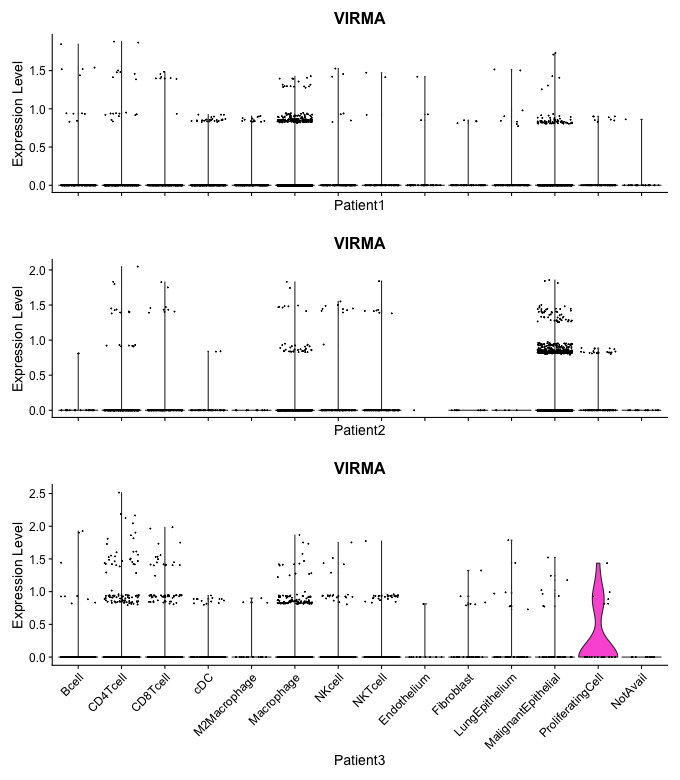 VIRMA
Expression Level
1.5
1.0
0.5
0.0
Patient1
VIRMA
Expression Level
2.0
1.5
1.0
0.5
0.0
Patient2
VIRMA
Expression Level
2.5
2.0
1.5
1.0
0.5
0.0
Bcell
CD4Tcell
CD8Tcell
cDC
M2Macrophage
Macrophage
NKcell
NKTcell
Endothelium
Fibroblast
LungEpithelium
MalignantEpithelial
ProliferatingCell
NotAvail
Patient3